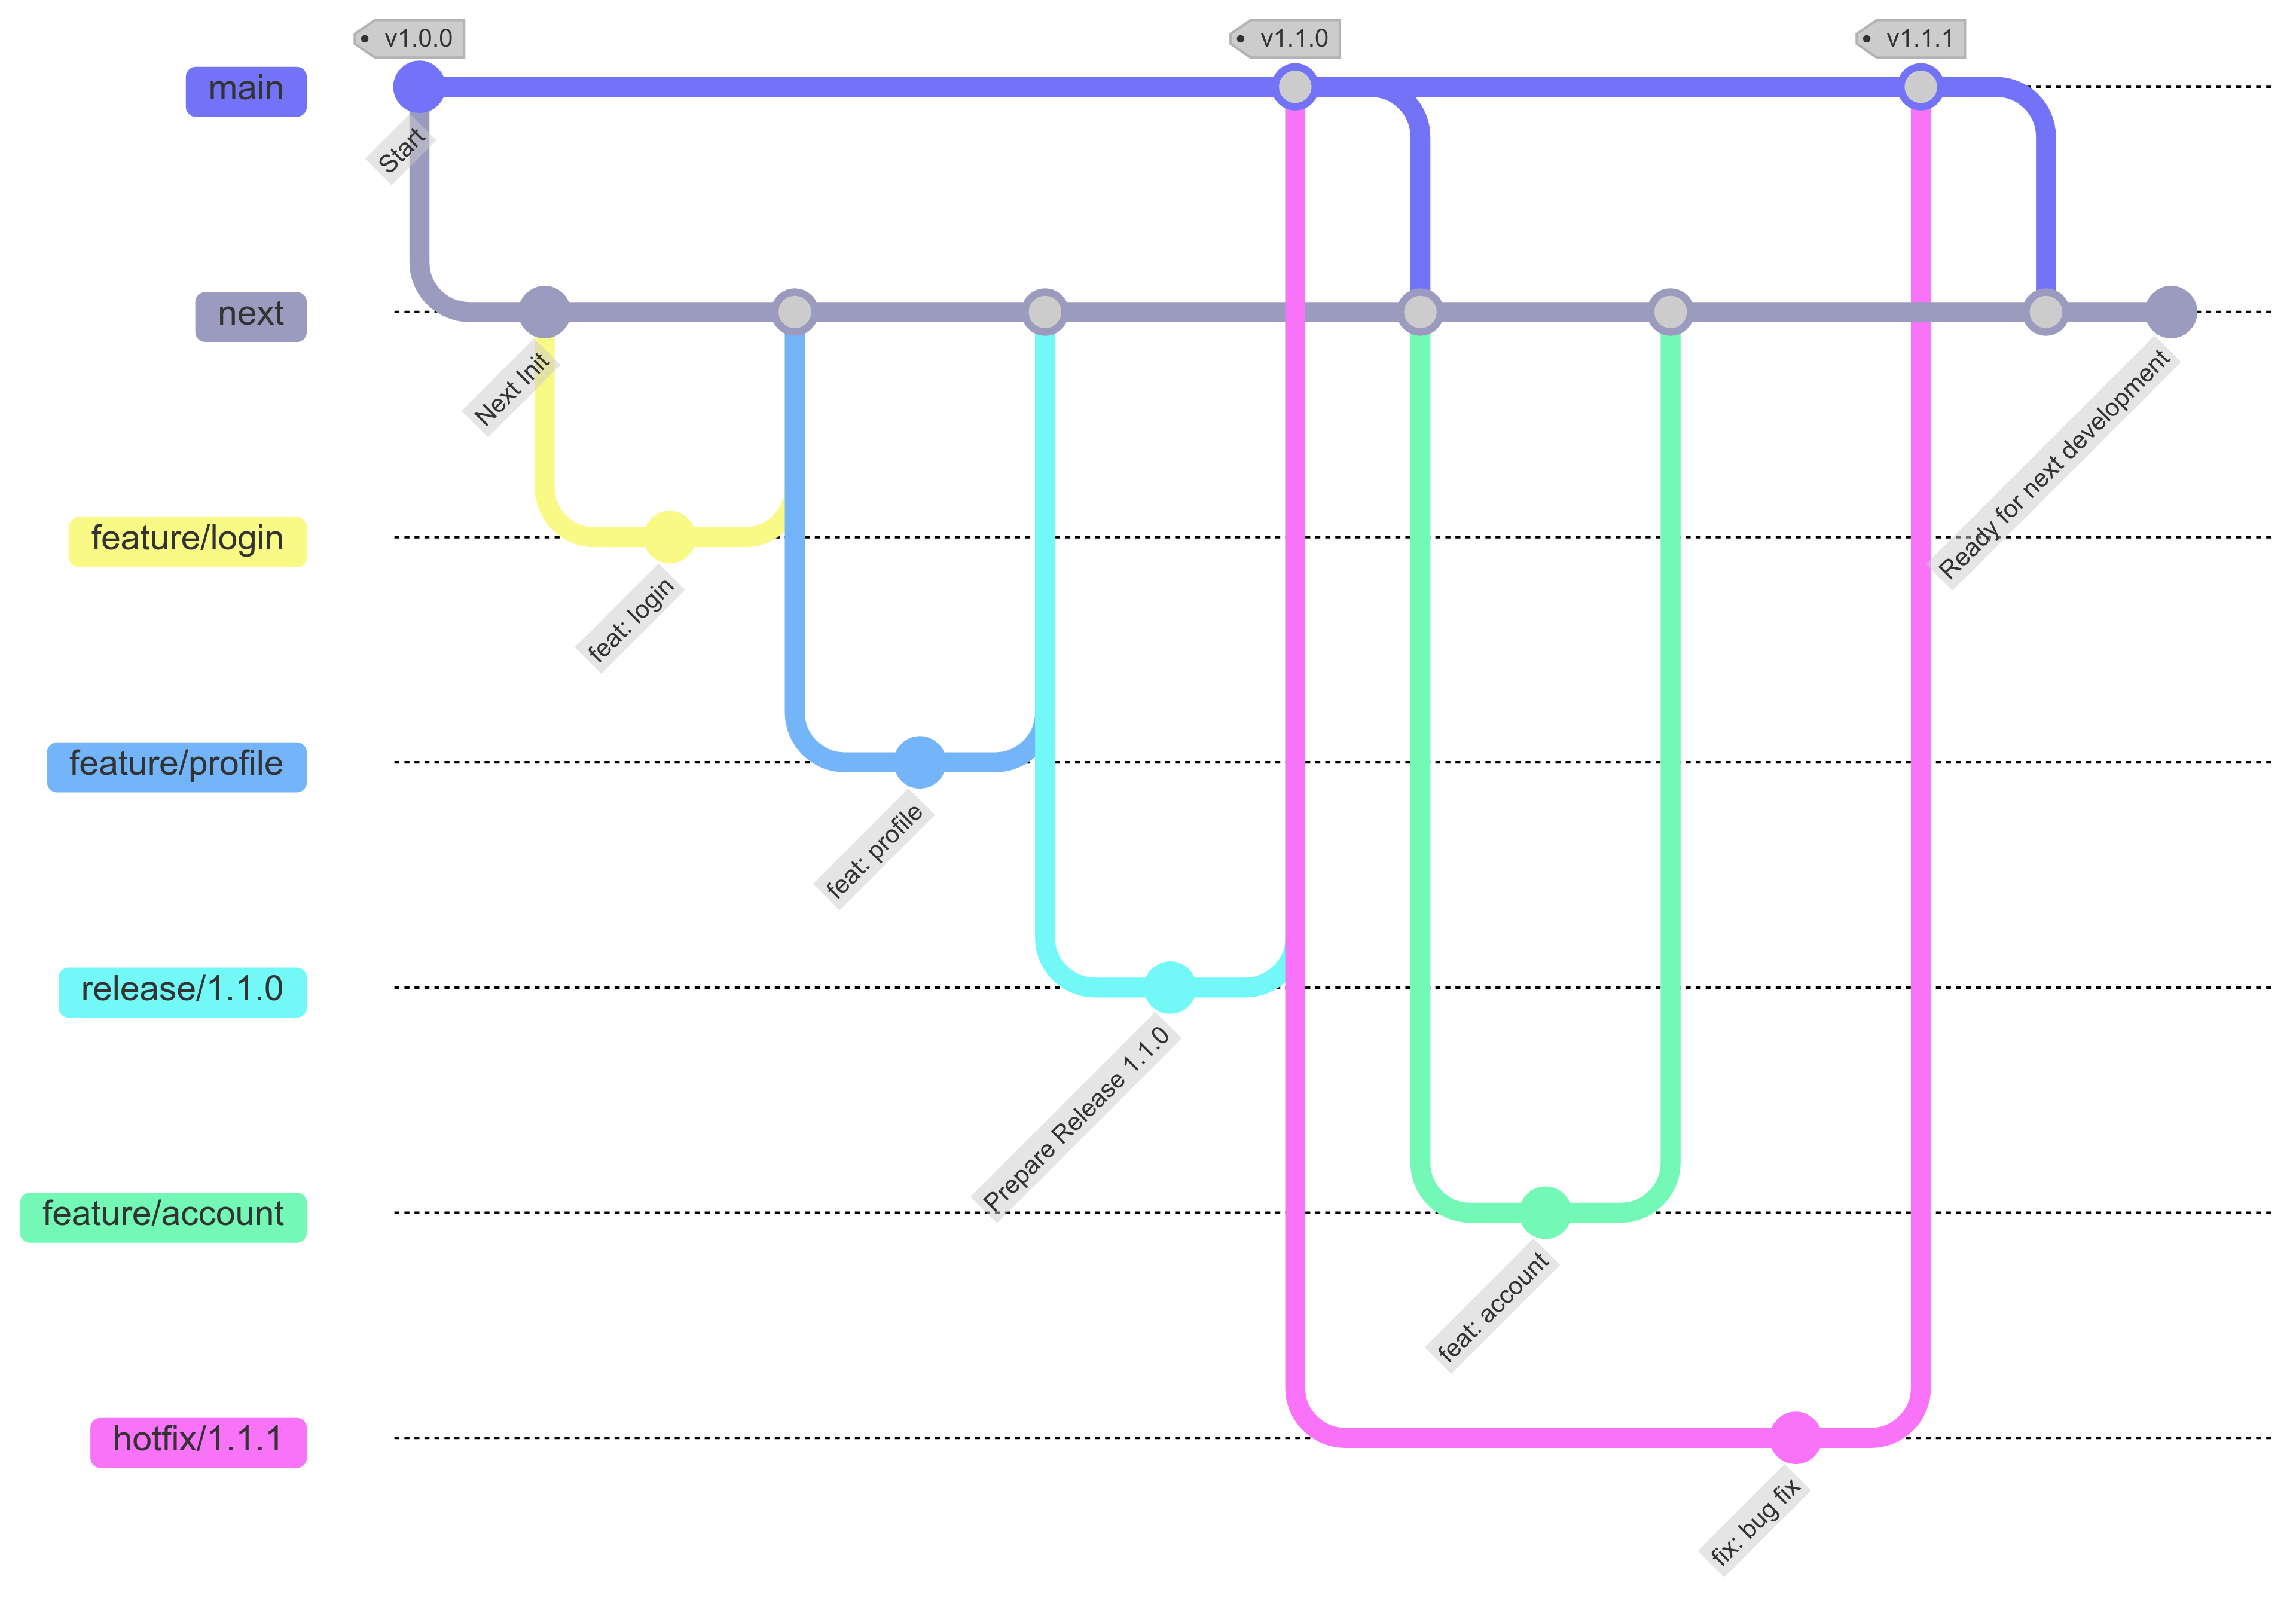 v1.0.0
v1.1.0
v1.1.1
main
Start
next
Next Init
Ready for next development
feature/login
feat: login
feature/profile
feat: profile
release/1.1.0
Prepare Release 1.1.0
feature/account
feat: account
hotfix/1.1.1
fix: bug fix